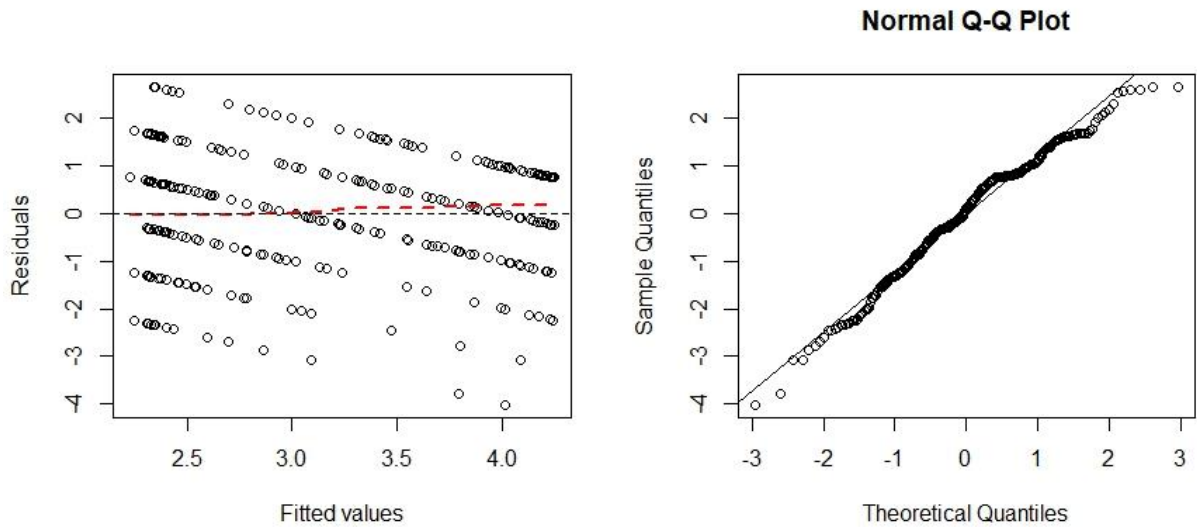 Normal Q-Q Plot
Residuals
2
1
0
-1
-2
-3
-4
2.5 3.0 3.5 4.0
Fitted values
Sample Quantiles
2
1
0
-1
-2
-3
-4
-3 -2 -1 0 1 2 3
Theoretical Quantiles